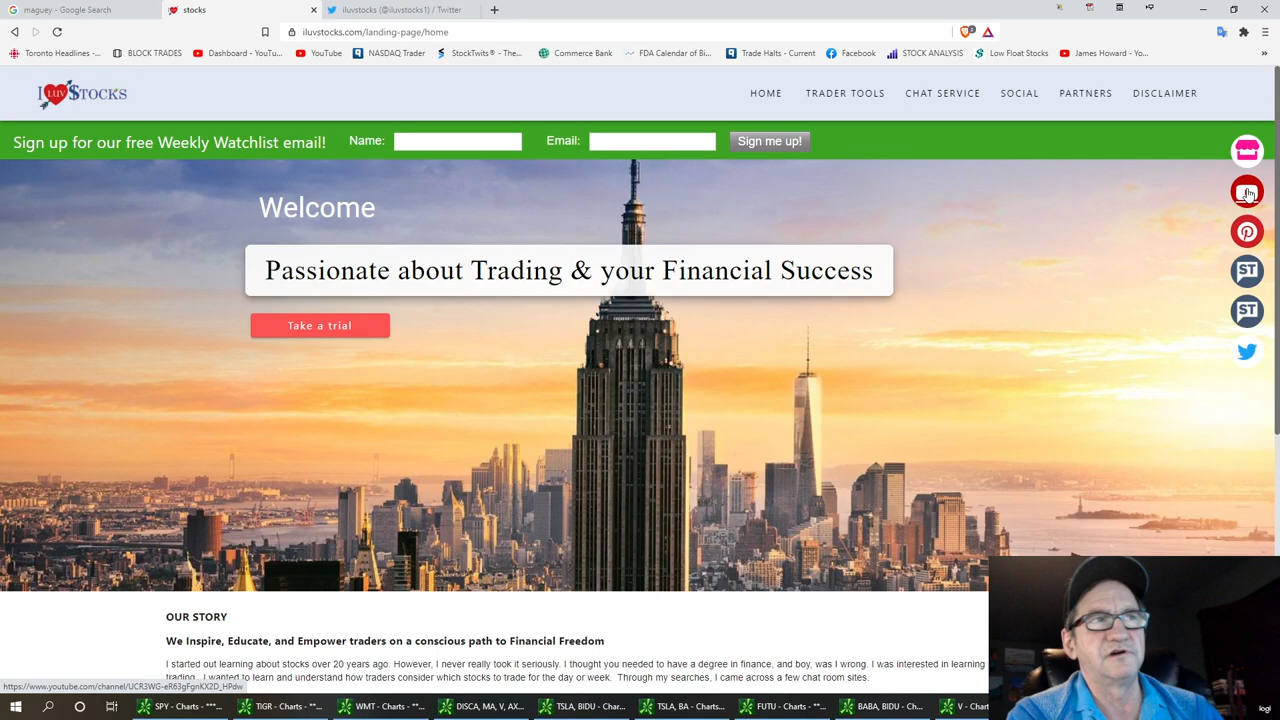 maguey - Google Search
stocks
iluvstocks (@iluvstocks1) / Twitter
iluvstocks.com/landing-page/home
Toronto Headlines -...
BLOCK TRADES
Dashboard - YouTu...
YouTube
NASDAQ Trader
StockTwits® - The...
Commerce Bank
FDA Calendar of Bi...
Trade Halts - Current
Facebook
STOCK ANALYSIS
Low Float Stocks
James Howard - Yo...
I LUV $TOCKS
HOME
TRADER TOOLS
CHAT SERVICE
SOCIAL
PARTNERS
DISCLAIMER
Sign up for our free Weekly Watchlist email! Name: Email: Sign me up!
Welcome
Passionate about Trading & your Financial Success
Take a trial
ST
ST
OUR STORY
We Inspire, Educate, and Empower traders on a conscious path to Financial Freedom
I started out learning about stocks over 20 years ago. However, I never really took it seriously. I thought you needed to have a degree in finance, and boy, was I wrong. I was interested in learning
trading. I wanted to learn and understand how traders consider which stocks to trade for the day or week. Through my searches, I came across a few chat room sites.
https://www.youtube.com/channel/UCR3WG-eR63gFgnKX2D_HPdw
SPY - Charts - ***...
TIGR - Charts - **...
WMT - Charts - **...
DISCA, MA, V, AX...
TSLA, BIDU - Char...
TSLA, BA - Charts...
FUTU - Charts - **...
BABA, BIDU - Cha...
V - Charts
logi